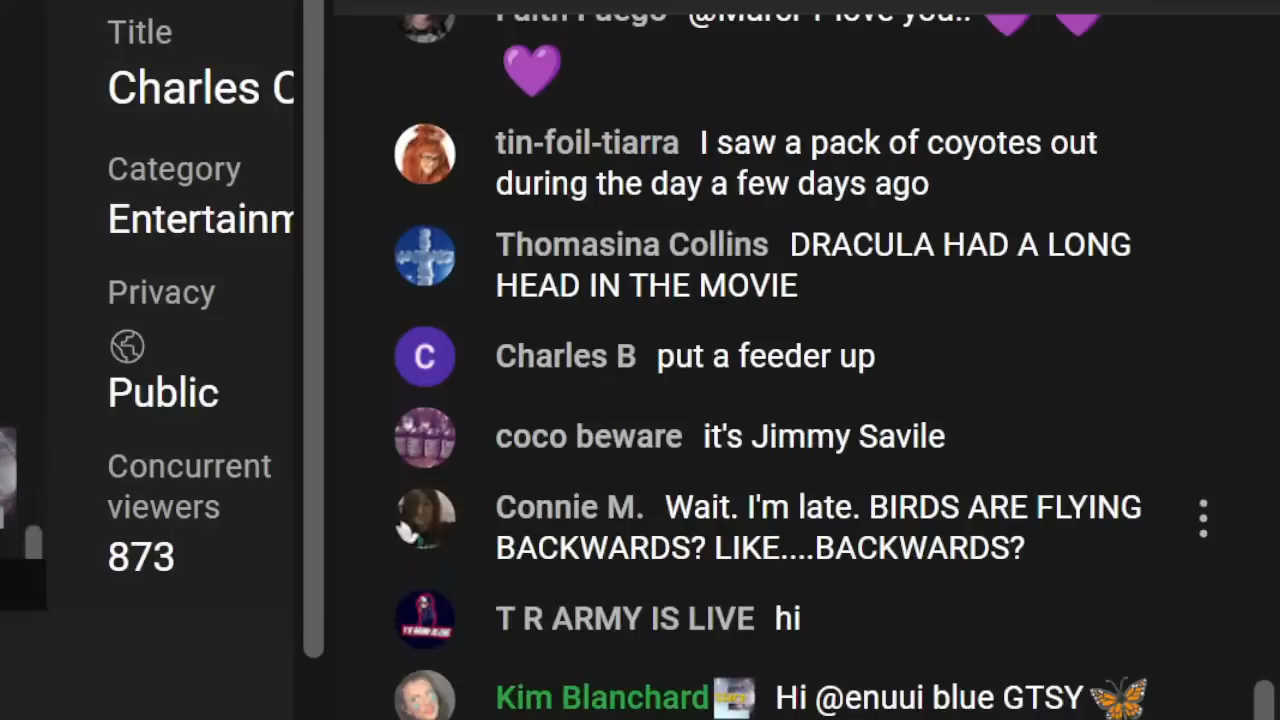 Title
Charles C
Category
Entertainm
Privacy
Public
Concurrent
viewers
873
Faith Fuego @Marci I love you.. 💜 💜
💜
tin-foil-tiarra I saw a pack of coyotes out
during the day a few days ago
Thomasina Collins DRACULA HAD A LONG
HEAD IN THE MOVIE
C Charles B put a feeder up
coco beware it's Jimmy Savile
Connie M. Wait. I'm late. BIRDS ARE FLYING
BACKWARDS? LIKE....BACKWARDS?
T R ARMY IS LIVE hi
Kim Blanchard Hi @enuui blue GTSY 🦋